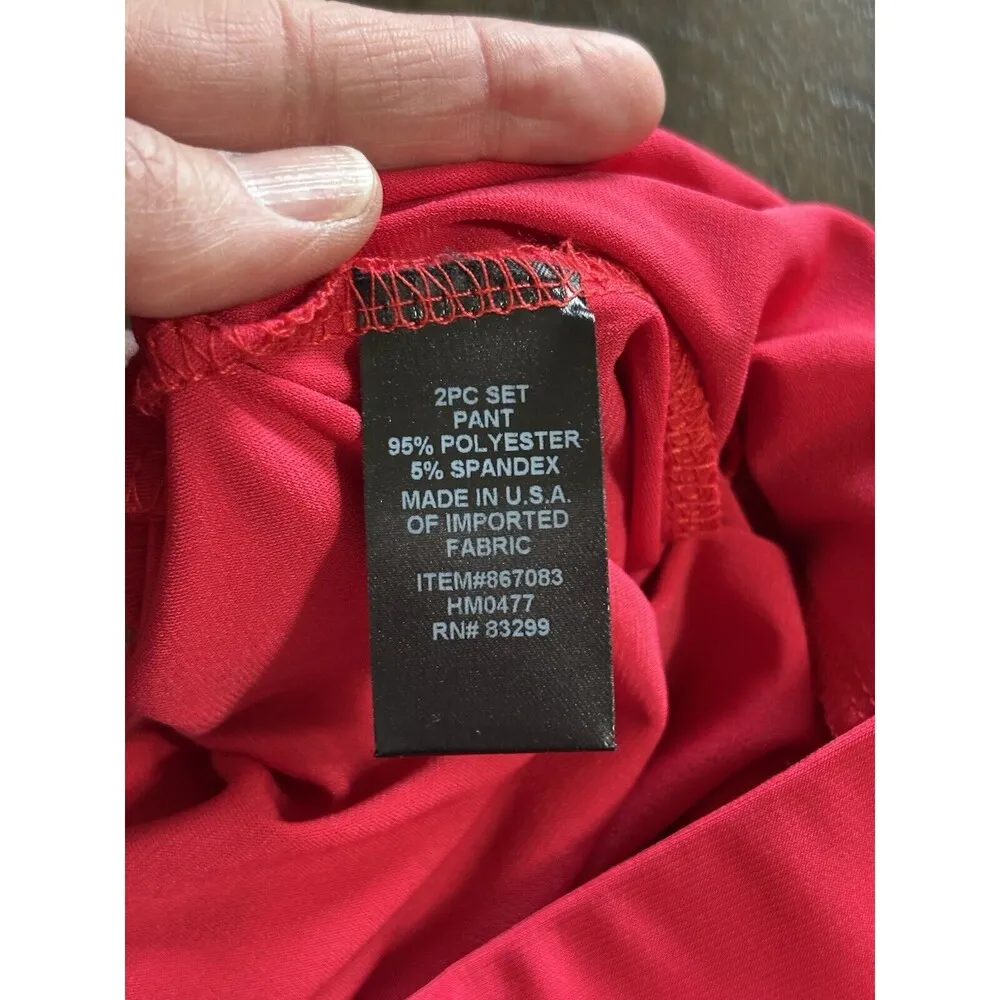 2PC SET
PANT
95% POLYESTER
5% SPANDEX
MADE IN U.S.A.
OF IMPORTED
FABRIC
ITEM#867083
HM0477
RN# 83299